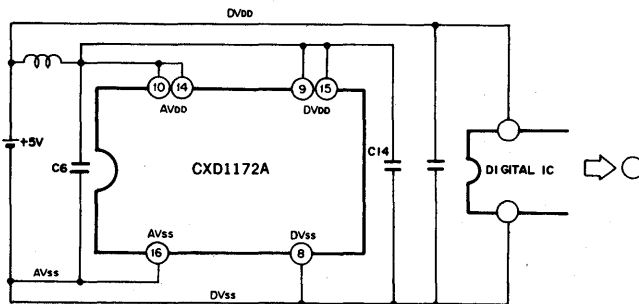 DVDD
10 14
9 15
AVDD
DVDD
+5V
C6
CXD1172A
C14
DIGITAL IC
AVSS
DVSS
16
8
AVSS
DVSS